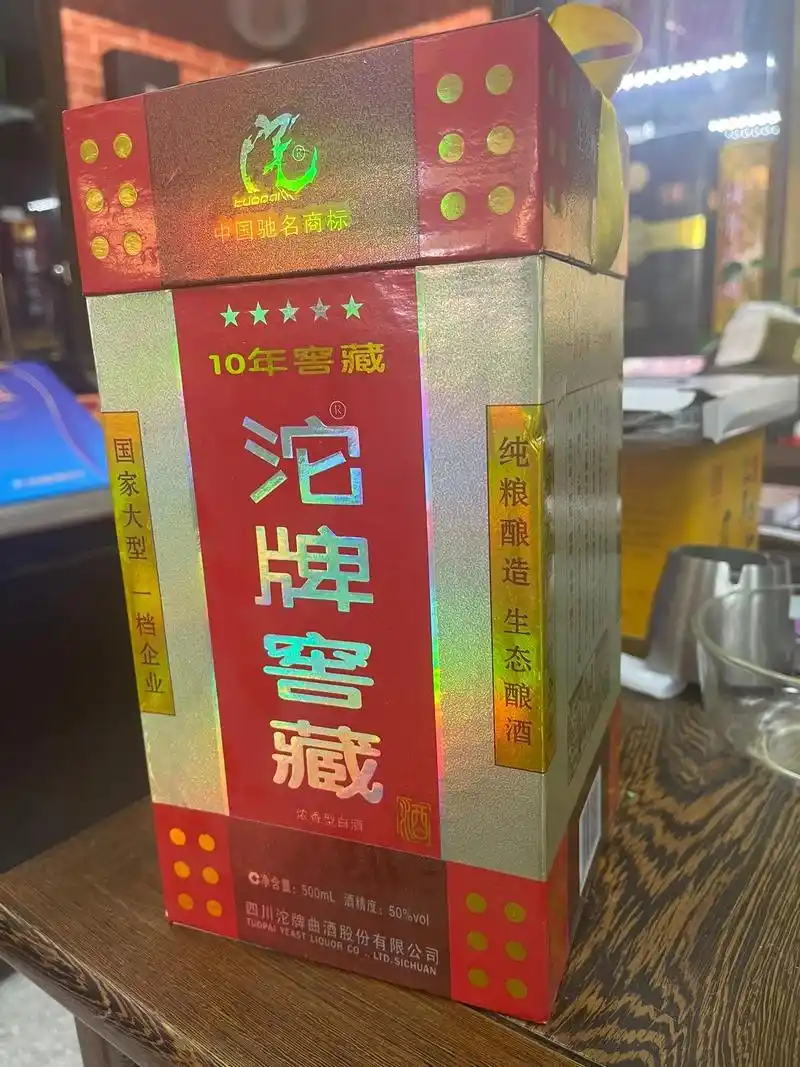 沱
R
TUOPAI
中国驰名商标
10年窖藏
沱牌窖藏
R
国家大型 一档企业
纯粮酿造 生态酿酒
浓香型白酒
酒
C净含量：500mL 酒精度：50%vol
四川沱牌曲酒股份有限公司
TUOPAI YEAST LIQUOR CO.,LTD.SICHUAN